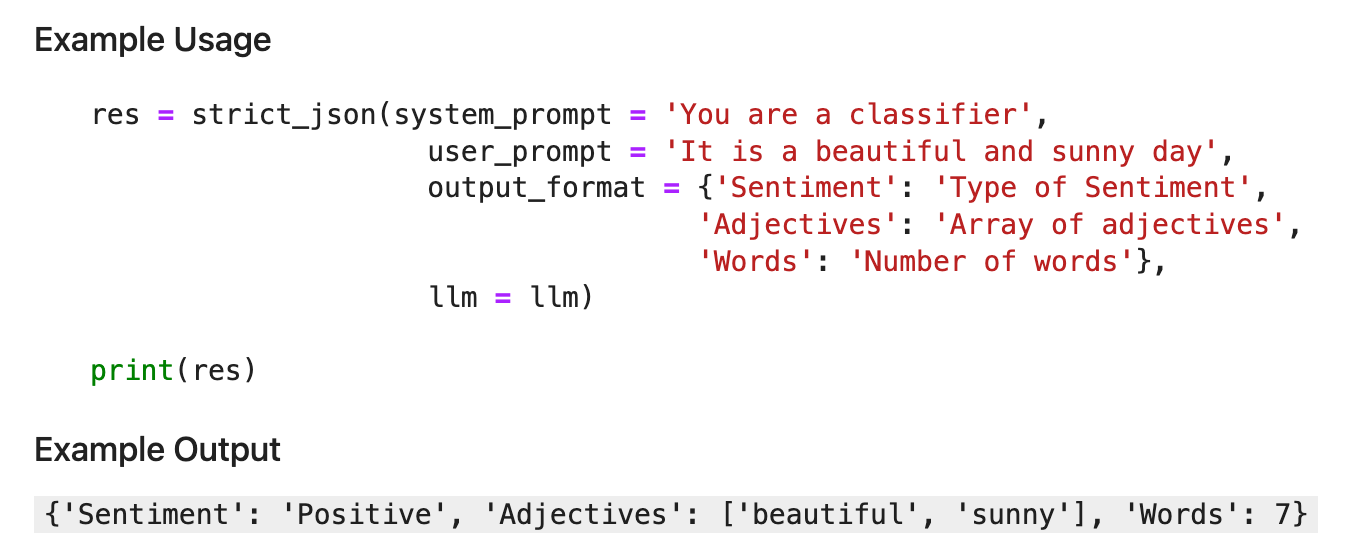 Example Usage
res = strict_json(system_prompt = 'You are a classifier',
user_prompt = 'It is a beautiful and sunny day',
output_format = {'Sentiment': 'Type of Sentiment',
'Adjectives': 'Array of adjectives',
'Words': 'Number of words'},
llm = llm)
print(res)
Example Output
{'Sentiment': 'Positive', 'Adjectives': ['beautiful', 'sunny'], 'Words': 7}